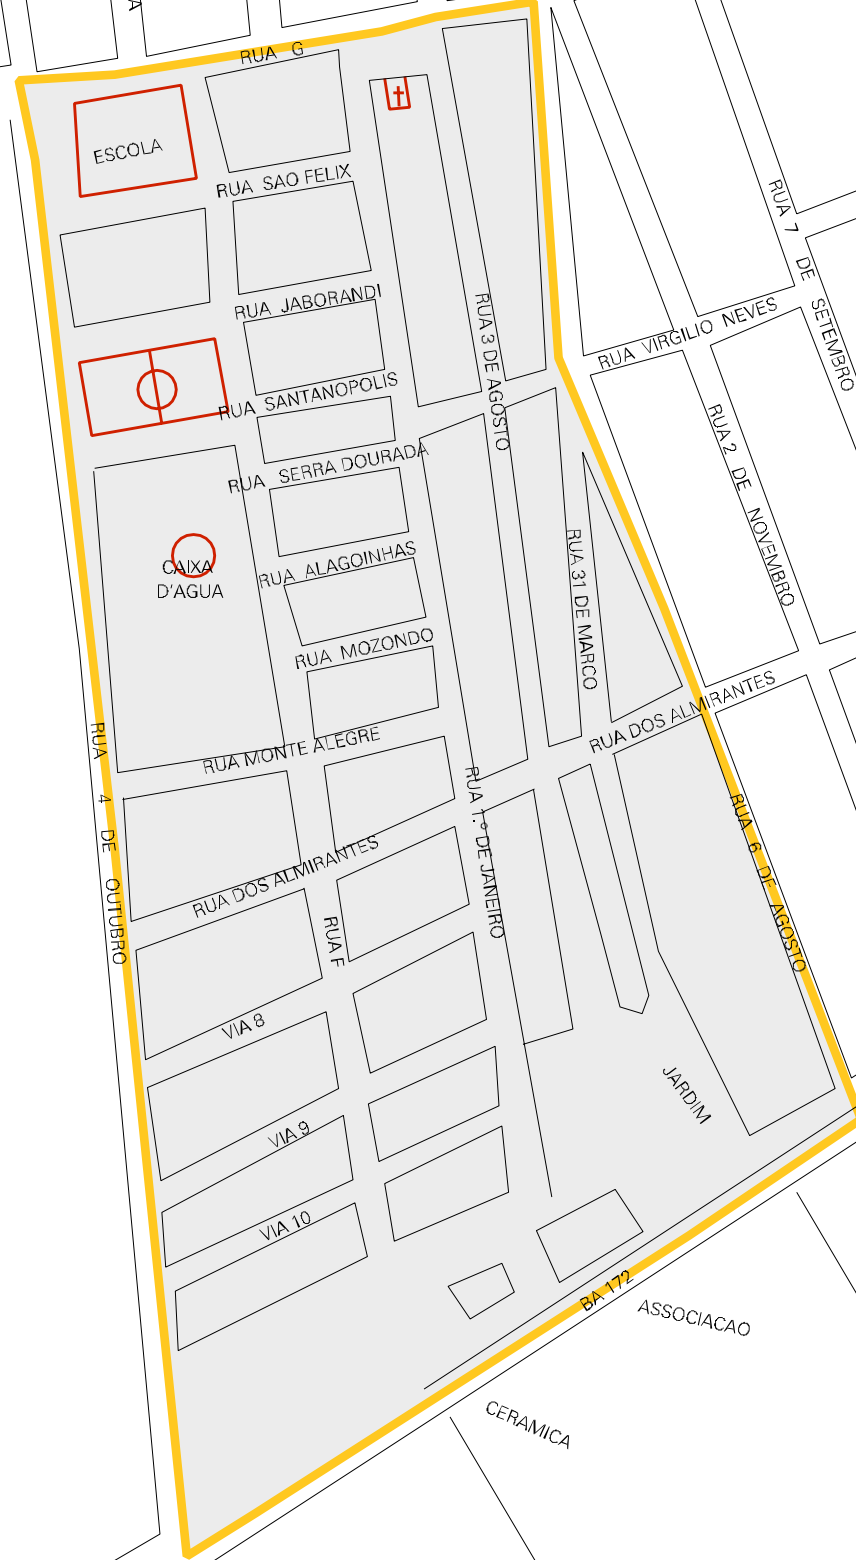 A
RUA G
ESCOLA
RUA SAO FELIX
RUA 7 DE SETEMBRO
RUA JABORANDI
RUA 3 DE AGOSTO
RUA VIRGILIO NEVES
RUA SANTANOPOLIS
RUA 2 DE NOVEMBRO
RUA SERRA DOURADA
CAIXA
D'AGUA
RUA ALAGOINHAS
RUA 31 DE MARCO
RUA MOZONDO
RUA DOS ALMIRANTES
RUA 4 DE OUTUBRO
RUA MONTE ALEGRE
RUA 1.º DE JANEIRO
RUA 6 DE AGOSTO
RUA DOS ALMIRANTES
RUA F
VIA 8
JARDIM
VIA 9
VIA 10
BA 172
ASSOCIACAO
CERAMICA